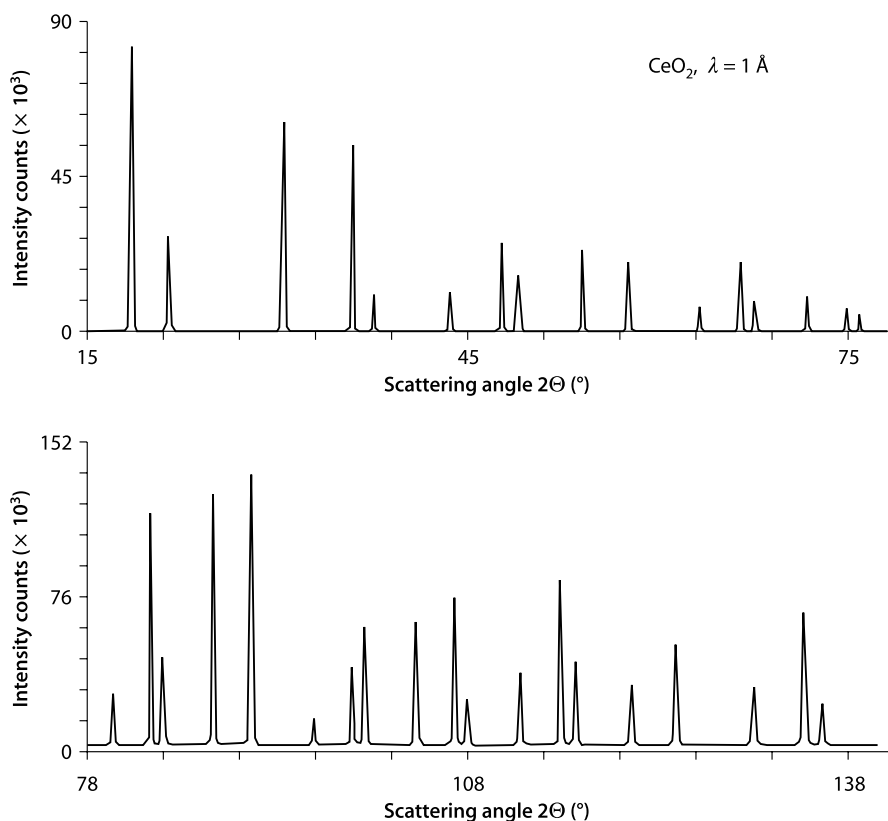 90
CeO₂, λ = 1 Å
Intensity counts (× 10³)
45
0
15 45 75
Scattering angle 2Θ (°)
152
Intensity counts (× 10³)
76
0
78 108 138
Scattering angle 2Θ (°)